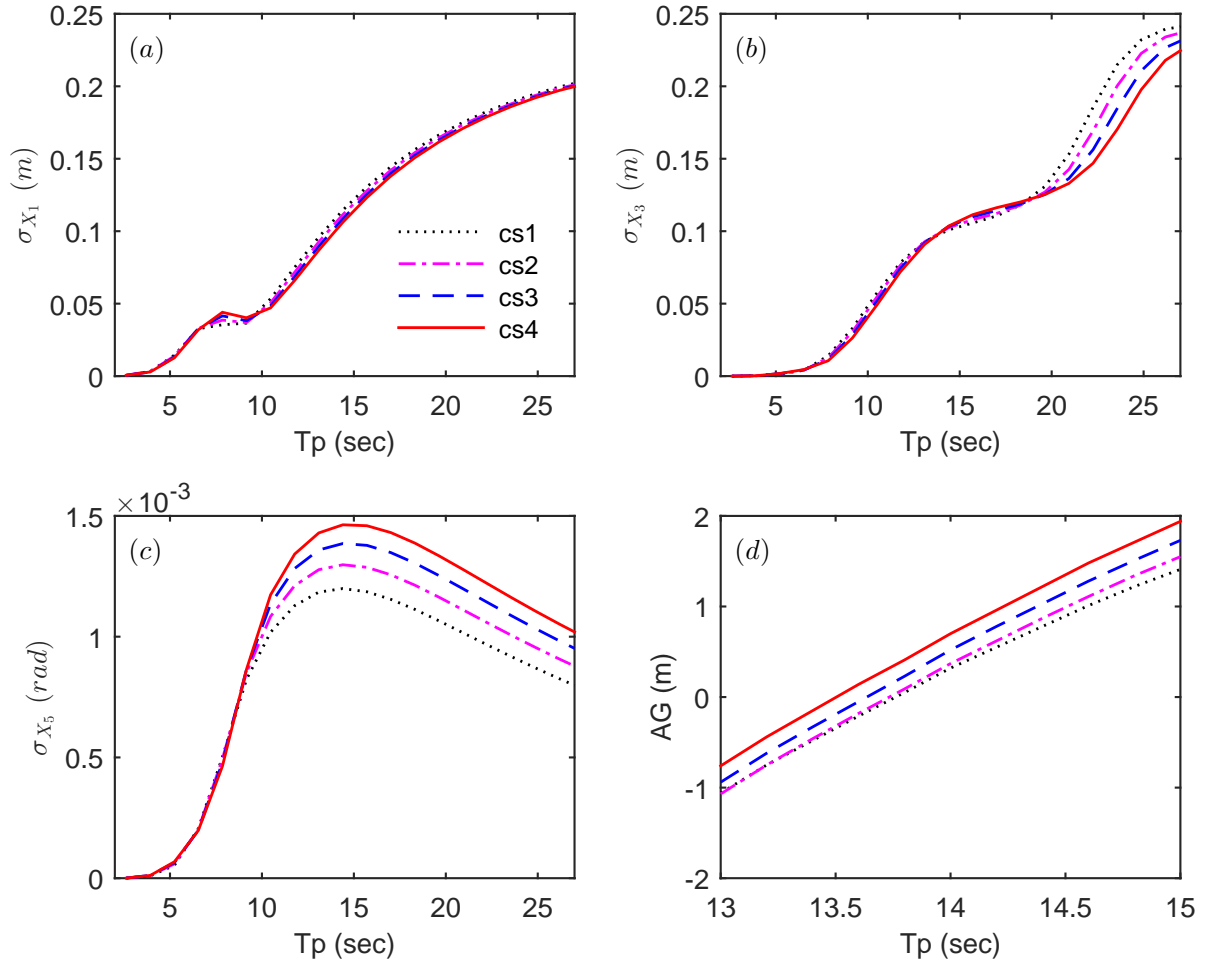 0.25
0.2
0.15
0.1
0.05
0
(a)
σX₁ (m)
cs1
cs2
cs3
cs4
5 10 15 20 25
Tp (sec)
0.25
0.2
0.15
0.1
0.05
0
(b)
σX₃ (m)
5 10 15 20 25
Tp (sec)
×10⁻³
1.5
1
0.5
0
(c)
σX₅ (rad)
5 10 15 20 25
Tp (sec)
2
1
0
-1
-2
(d)
AG (m)
13 13.5 14 14.5 15
Tp (sec)